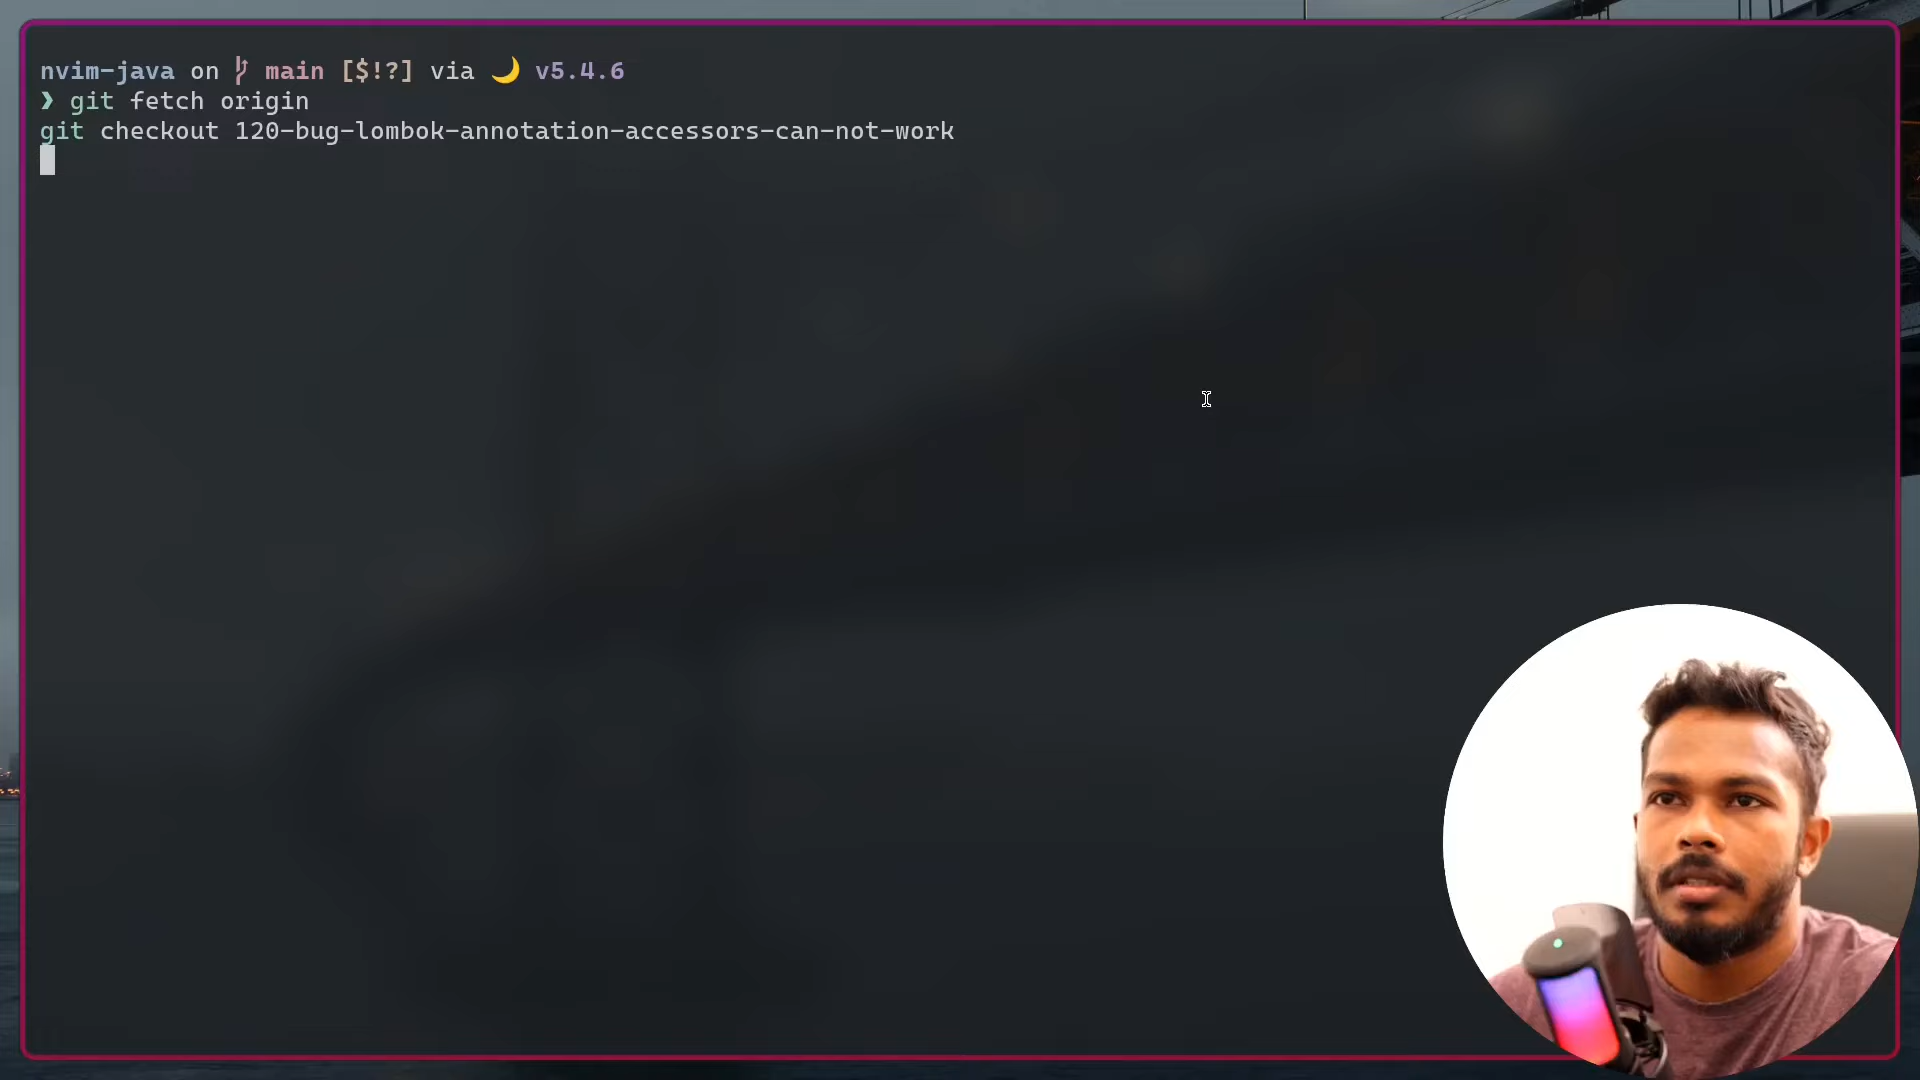 nvim-java on main [$!?] via 🌙 v5.4.6
❯ git fetch origin
git checkout 120-bug-lombok-annotation-accessors-can-not-work